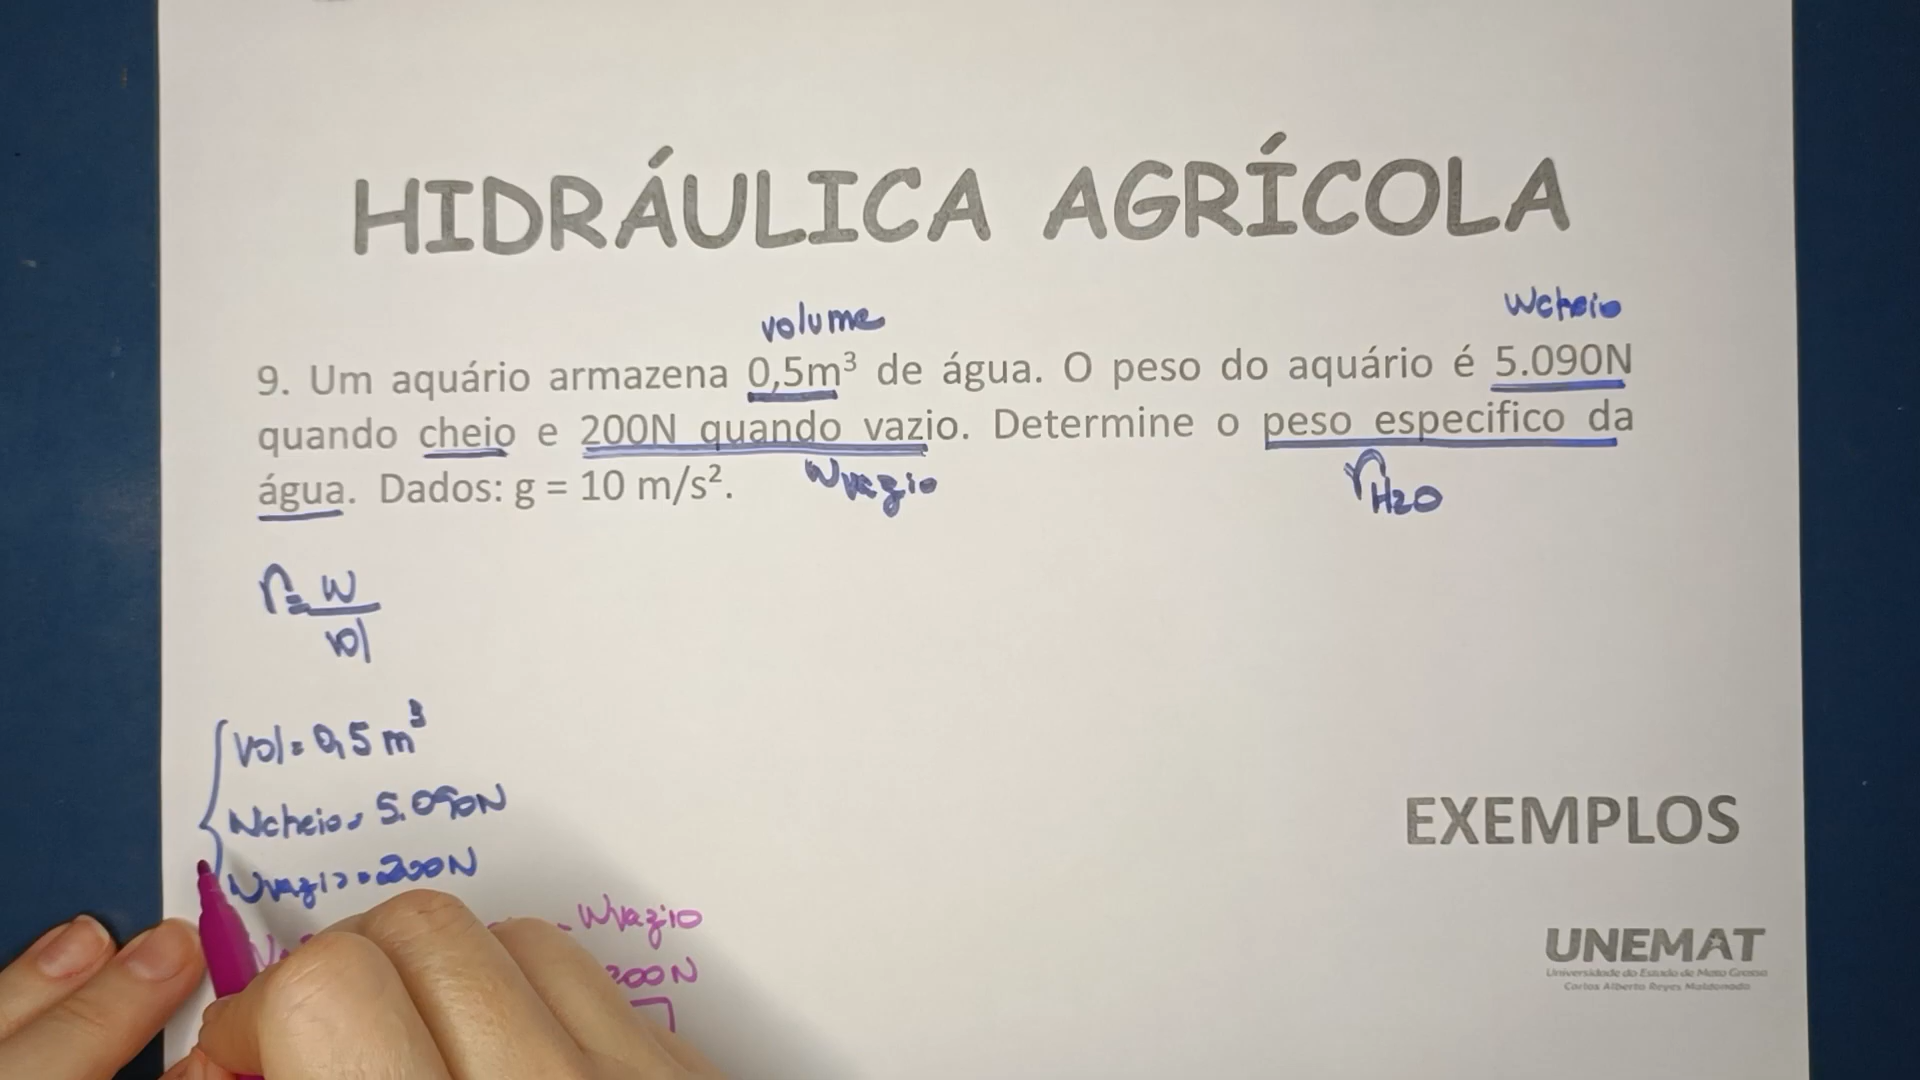 HIDRÁULICA AGRÍCOLA
volume
Wcheio
9. Um aquário armazena 0,5m³ de água. O peso do aquário é 5.090N
quando cheio e 200N quando vazio. Determine o peso especifico da
água. Dados: g = 10 m/s².
Wvazio
γH2O
γ = W
vol
Vol = 0,5 m³
Wcheio = 5.090N
Wvazio = 200N
- Wvazio
200N
EXEMPLOS
UNEMAT
Universidade do Estado de Mato Grosso
Carlos Alberto Reyes Maldonado